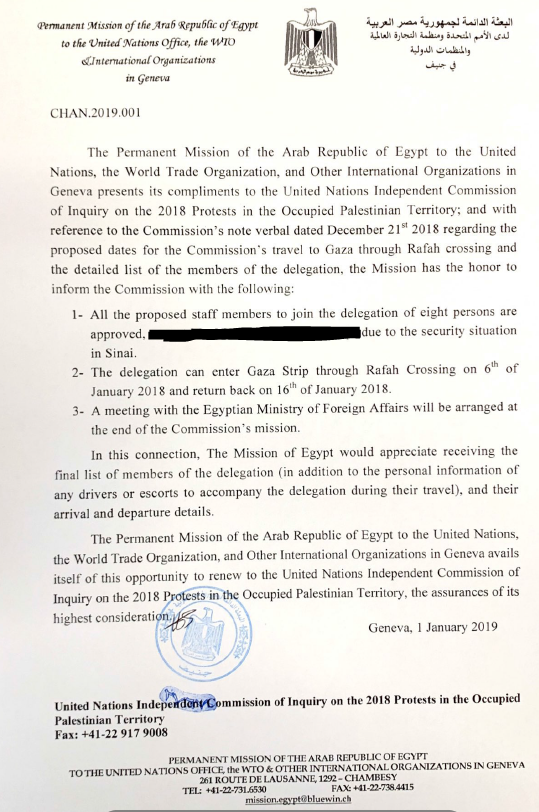 Permanent Mission of the Arab Republic of Egypt
to the United Nations Office, the WTO
& International Organizations
in Geneva
البعثة الدائمة لجمهورية مصر العربية
لدى الأمم المتحدة ومنظمة التجارة العالمية
والمنظمات الدولية
في جنيف
CHAN.2019.001
The Permanent Mission of the Arab Republic of Egypt to the United
Nations, the World Trade Organization, and Other International Organizations in
Geneva presents its compliments to the United Nations Independent Commission
of Inquiry on the 2018 Protests in the Occupied Palestinian Territory; and with
reference to the Commission's note verbal dated December 21st 2018 regarding the
proposed dates for the Commission's travel to Gaza through Rafah crossing and
the detailed list of the members of the delegation, the Mission has the honor to
inform the Commission with the following:
1- All the proposed staff members to join the delegation of eight persons are
approved, due to the security situation
in Sinai.
2- The delegation can enter Gaza Strip through Rafah Crossing on 6th of
January 2018 and return back on 16th of January 2018.
3- A meeting with the Egyptian Ministry of Foreign Affairs will be arranged at
the end of the Commission's mission.
In this connection, The Mission of Egypt would appreciate receiving the
final list of members of the delegation (in addition to the personal information of
any drivers or escorts to accompany the delegation during their travel), and their
arrival and departure details.
The Permanent Mission of the Arab Republic of Egypt to the United Nations,
the World Trade Organization, and Other International Organizations in Geneva avails
itself of this opportunity to renew to the United Nations Independent Commission of
Inquiry on the 2018 Protests in the Occupied Palestinian Territory, the assurances of its
highest consideration.
Geneva, 1 January 2019
United Nations Independent Commission of Inquiry on the 2018 Protests in the Occupied
Palestinian Territory
Fax: +41-22 917 9008
PERMANENT MISSION OF THE ARAB REPUBLIC OF EGYPT
TO THE UNITED NATIONS OFFICE, the WTO & OTHER INTERNATIONAL ORGANIZATIONS IN GENEVA
261 ROUTE DE LAUSANNE, 1292 – CHAMBESY
TEL: +41-22-731.6530 FAX: +41-22-738.4415
mission.egypt@bluewin.ch